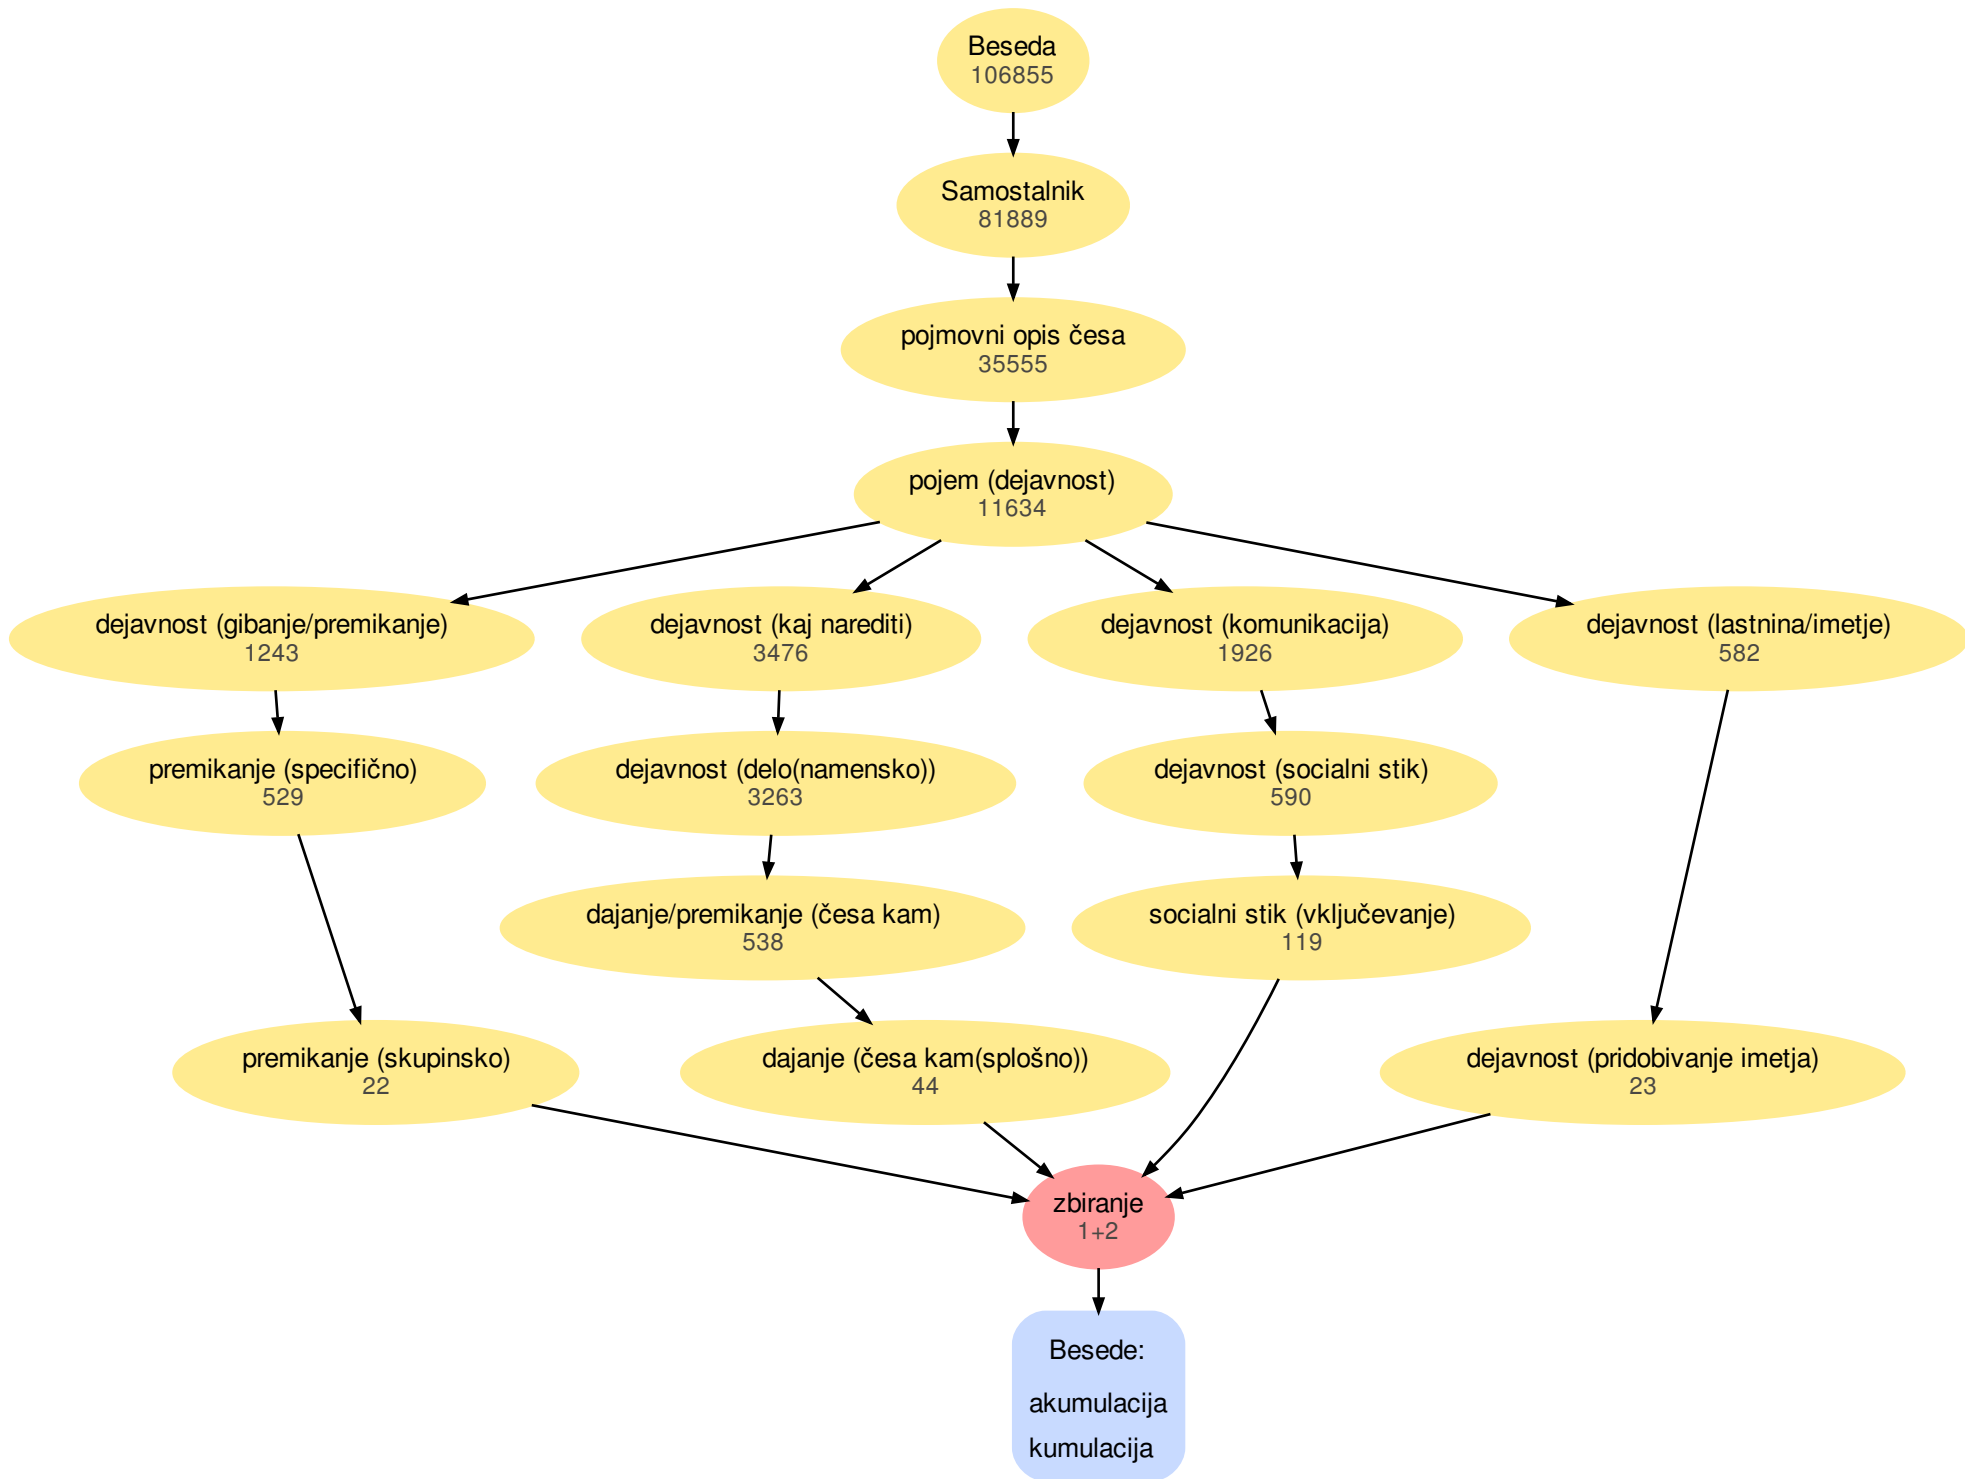 Beseda
106855
Samostalnik
81889
pojmovni opis česa
35555
pojem (dejavnost)
11634
dejavnost (gibanje/premikanje)
1243
dejavnost (kaj narediti)
3476
dejavnost (komunikacija)
1926
dejavnost (lastnina/imetje)
582
premikanje (specifično)
529
dejavnost (delo(namensko))
3263
dejavnost (socialni stik)
590
dajanje/premikanje (česa kam)
538
socialni stik (vključevanje)
119
premikanje (skupinsko)
22
dajanje (česa kam(splošno))
44
dejavnost (pridobivanje imetja)
23
zbiranje
1+2
Besede:
akumulacija
kumulacija